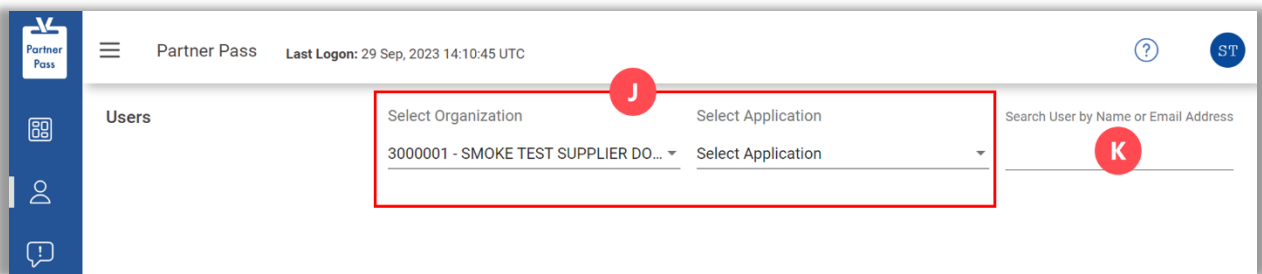 Partner
Pass
Partner Pass
Last Logon: 29 Sep, 2023 14:10:45 UTC
?
ST
J
Users
Select Organization
Select Application
Search User by Name or Email Address
3000001 - SMOKE TEST SUPPLIER DO...
Select Application
K